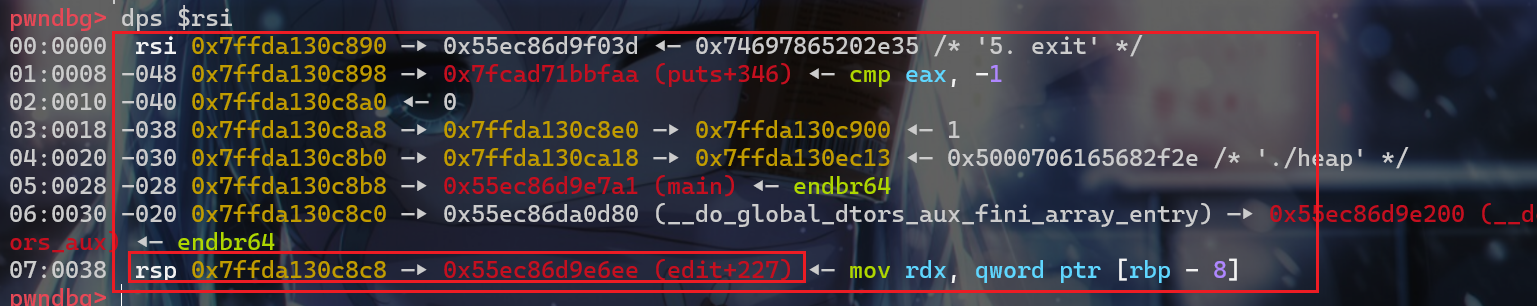 pwndbg> dps $rsi
00:0000│ rsi 0x7ffda130c890 —▸ 0x55ec86d9f03d ◂— 0x74697865202e35 /* '5. exit' */
01:0008│-048 0x7ffda130c898 —▸ 0x7fcad71bbfaa (puts+346) ◂— cmp eax, -1
02:0010│-040 0x7ffda130c8a0 ◂— 0
03:0018│-038 0x7ffda130c8a8 —▸ 0x7ffda130c8e0 —▸ 0x7ffda130c900 ◂— 1
04:0020│-030 0x7ffda130c8b0 —▸ 0x7ffda130ca18 —▸ 0x7ffda130ec13 ◂— 0x5000706165682f2e /* './heap' */
05:0028│-028 0x7ffda130c8b8 —▸ 0x55ec86d9e7a1 (main) ◂— endbr64
06:0030│-020 0x7ffda130c8c0 —▸ 0x55ec86da0d80 (__do_global_dtors_aux_fini_array_entry) —▸ 0x55ec86d9e200 (__d
ors_aux) ◂— endbr64
07:0038│ rsp 0x7ffda130c8c8 —▸ 0x55ec86d9e6ee (edit+227) ◂— mov rdx, qword ptr [rbp - 8]
pwndbg>